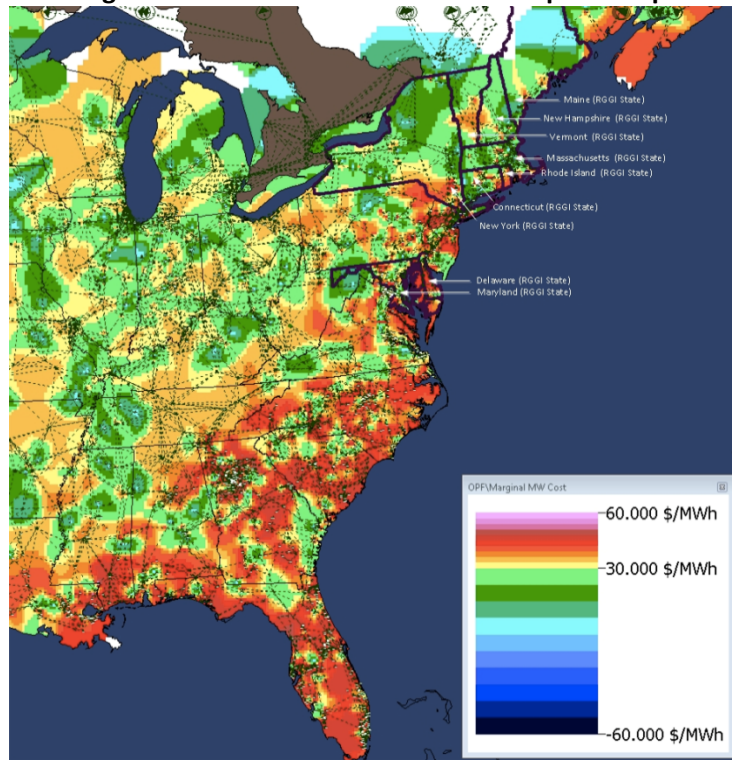 Maine (RGGI State)
New Hampshire (RGGI State)
Vermont (RGGI State)
Massachusetts (RGGI State)
Rhode Island (RGGI State)
Connecticut (RGGI State)
New York (RGGI State)
Delaware (RGGI State)
Maryland (RGGI State)
OPF\Marginal MW Cost
60.000 $/MWh
30.000 $/MWh
-60.000 $/MWh